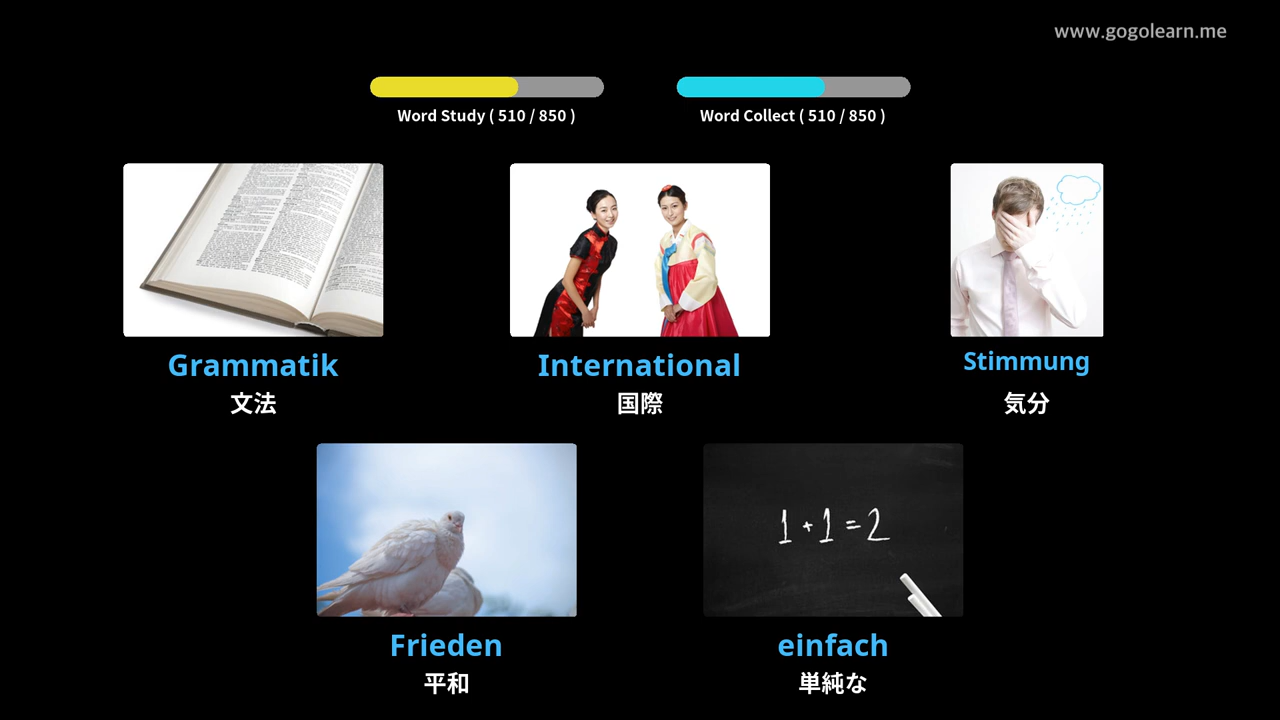 www.gogolearn.me
Word Study ( 510 / 850 )
Word Collect ( 510 / 850 )
Grammatik
文法
International
国際
Stimmung
気分
1 + 1 = 2
Frieden
平和
einfach
単純な